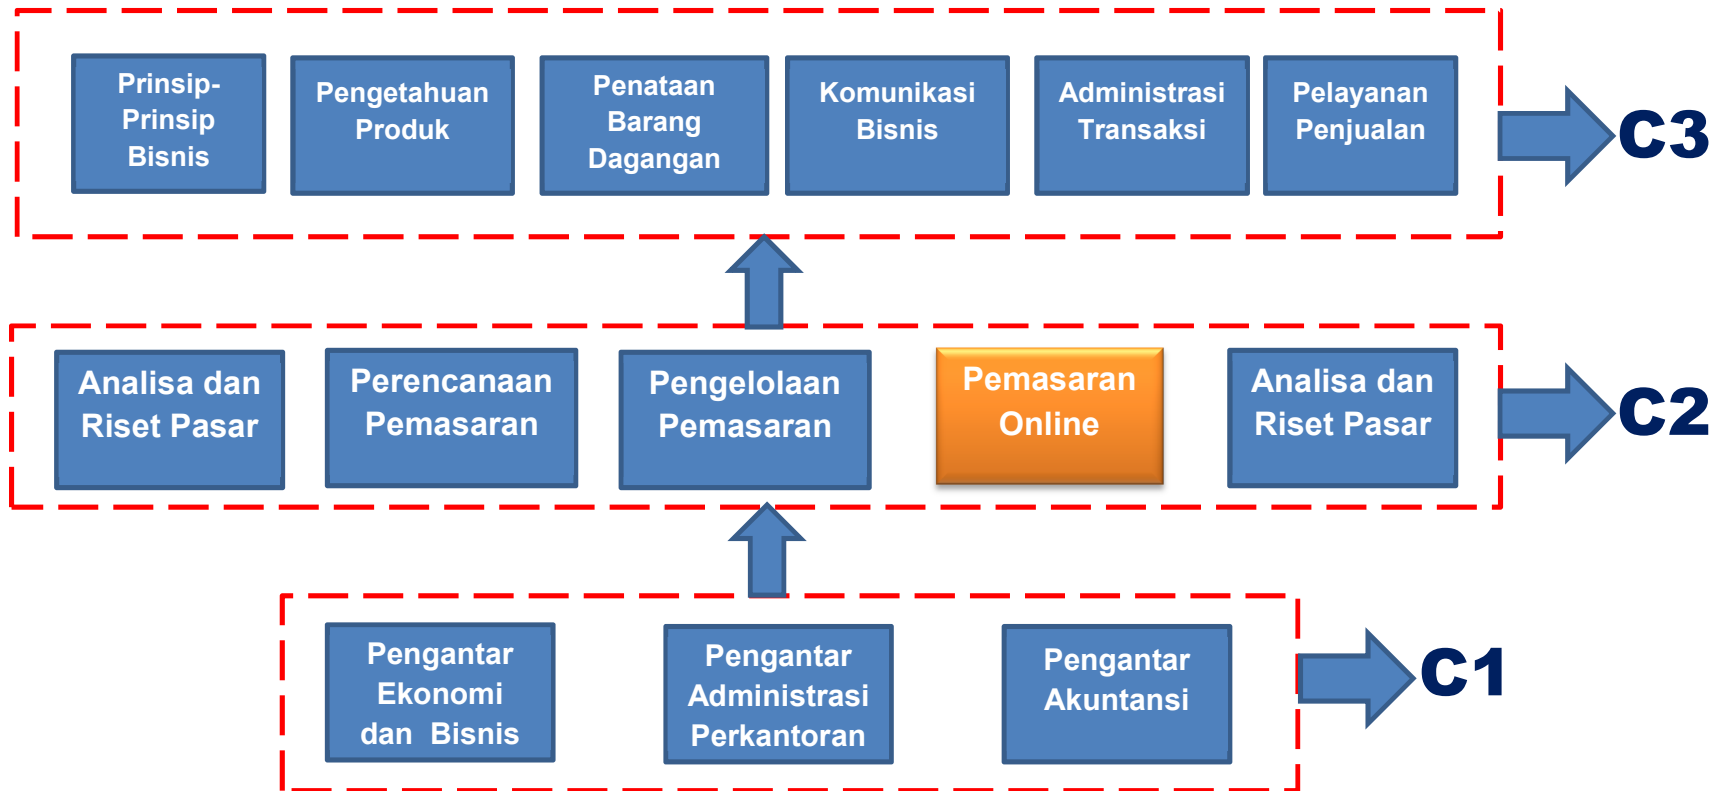 Prinsip-
Prinsip
Bisnis
Pengetahuan
Produk
Penataan
Barang
Dagangan
Komunikasi
Bisnis
Administrasi
Transaksi
Pelayanan
Penjualan
C3
Analisa dan
Riset Pasar
Perencanaan
Pemasaran
Pengelolaan
Pemasaran
Pemasaran
Online
Analisa dan
Riset Pasar
C2
Pengantar
Ekonomi
dan Bisnis
Pengantar
Administrasi
Perkantoran
Pengantar
Akuntansi
C1